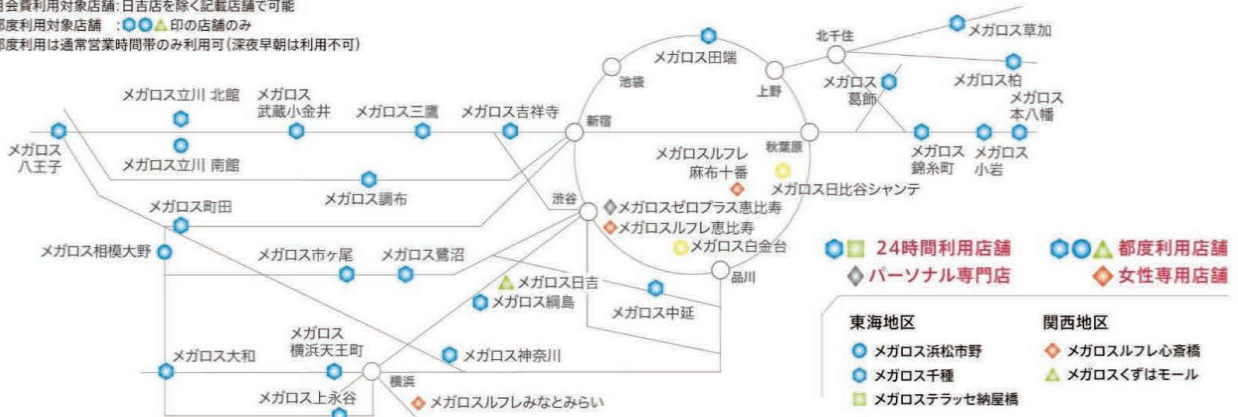 月会費利用対象店舗:日吉店を除く記載店舗で可能
都度利用対象店舗 :印の店舗のみ
都度利用は通常営業時間帯のみ利用可(深夜早朝は利用不可)
メガロス草加
北千住
メガロス田端
池袋
上野
メガロス
葛飾
メガロス柏
メガロス
本八幡
メガロス立川 北館
メガロス
武蔵小金井
メガロス三鷹
メガロス吉祥寺
新宿
秋葉原
メガロス
八王子
メガロス立川 南館
メガロス
錦糸町
メガロス
小岩
メガロスルフレ
麻布十番
メガロス日比谷シャンテ
メガロス調布
渋谷
メガロスゼロプラス恵比寿
メガロスルフレ恵比寿
メガロス白金台
メガロス町田
メガロス相模大野
メガロス市ヶ尾
メガロス鷺沼
品川
メガロス日吉
メガロス綱島
メガロス中延
メガロス
横浜天王町
メガロス大和
メガロス神奈川
横浜
メガロス上永谷
メガロスルフレみなとみらい
24時間利用店舗
都度利用店舗
パーソナル専門店
女性専用店舗
東海地区
メガロス浜松市野
メガロス千種
メガロステラッセ納屋橋
関西地区
メガロスルフレ心斎橋
メガロスくずはモール